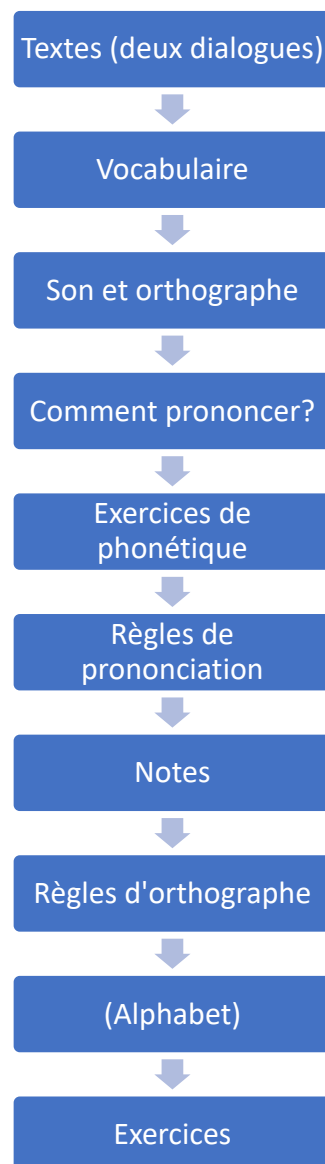 Textes (deux dialogues)
Vocabulaire
Son et orthographe
Comment prononcer?
Exercices de
phonétique
Règles de
prononciation
Notes
Règles d'orthographe
(Alphabet)
Exercices